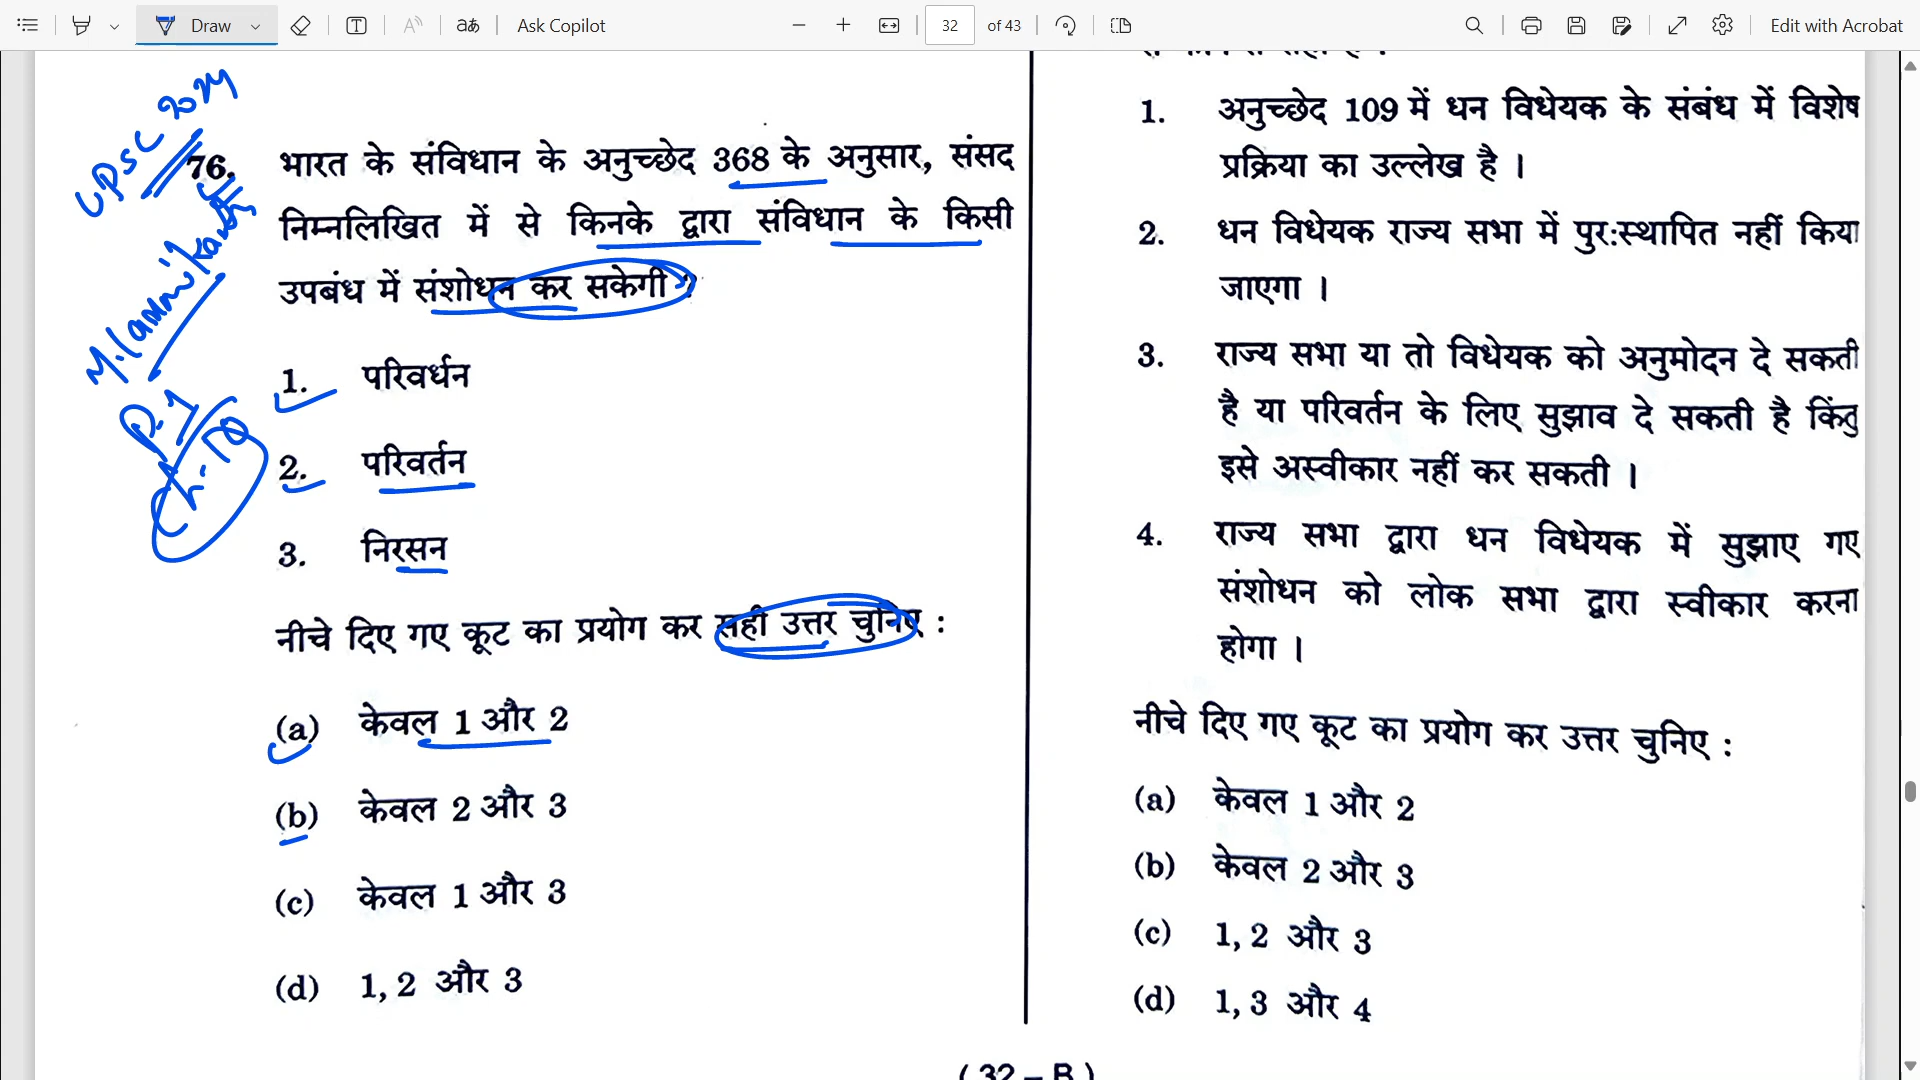 Draw
Ask Copilot
32 of 43
Edit with Acrobat
UPSC 2024
M. Laxmikanth
P.1
Ch-10
76. भारत के संविधान के अनुच्छेद 368 के अनुसार, संसद
निम्नलिखित में से किनके द्वारा संविधान के किसी
उपबंध में संशोधन कर सकेगी ?
1. परिवर्धन
2. परिवर्तन
3. निरसन
नीचे दिए गए कूट का प्रयोग कर सही उत्तर चुनिए :
(a) केवल 1 और 2
(b) केवल 2 और 3
(c) केवल 1 और 3
(d) 1, 2 और 3
1. अनुच्छेद 109 में धन विधेयक के संबंध में विशेष
प्रक्रिया का उल्लेख है ।
2. धन विधेयक राज्य सभा में पुर:स्थापित नहीं किया
जाएगा ।
3. राज्य सभा या तो विधेयक को अनुमोदन दे सकती
है या परिवर्तन के लिए सुझाव दे सकती है किंतु
इसे अस्वीकार नहीं कर सकती ।
4. राज्य सभा द्वारा धन विधेयक में सुझाए गए
संशोधन को लोक सभा द्वारा स्वीकार करना
होगा ।
नीचे दिए गए कूट का प्रयोग कर उत्तर चुनिए :
(a) केवल 1 और 2
(b) केवल 2 और 3
(c) 1, 2 और 3
(d) 1, 3 और 4
( 32 – B )